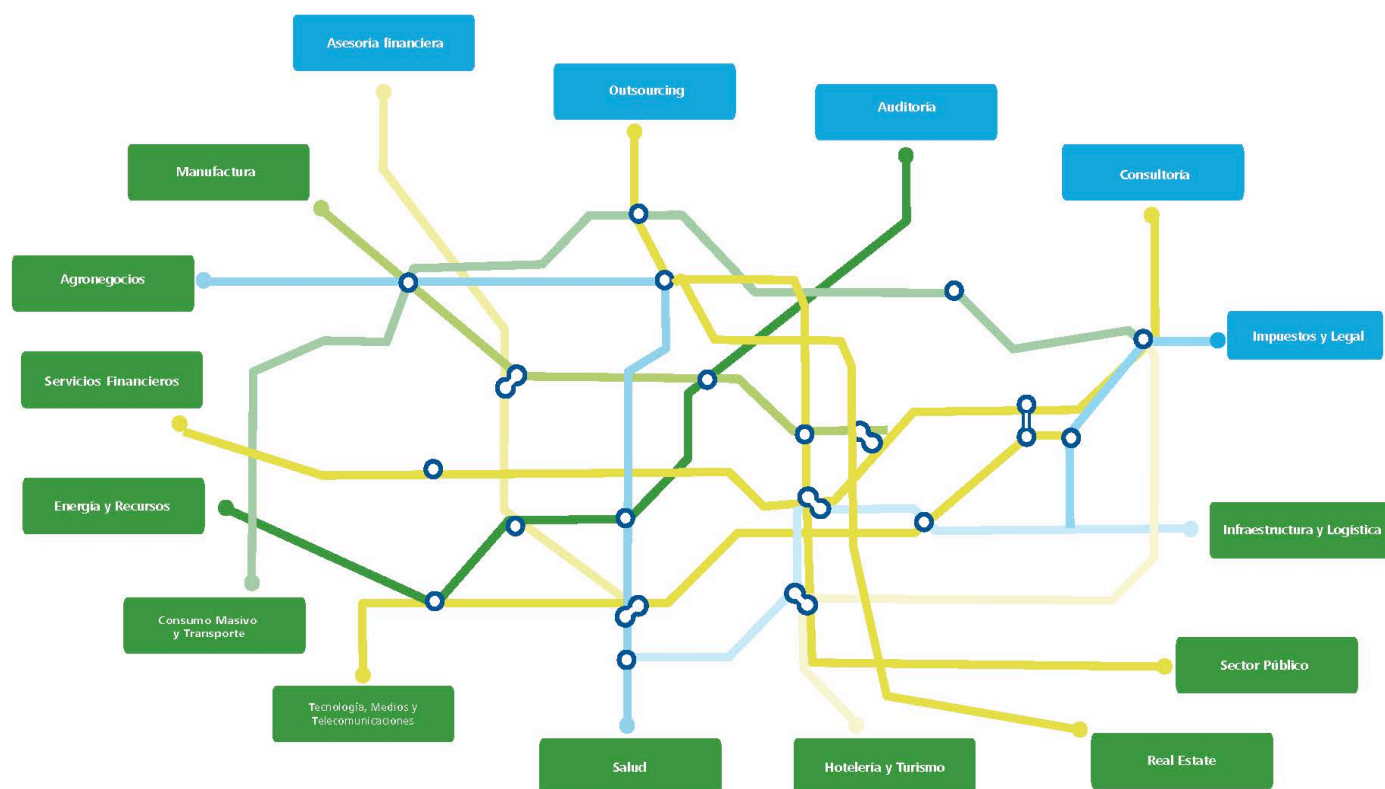 Asesoría financiera
Outsourcing
Auditoría
Manufactura
Consultoría
Agronegocios
Impuestos y Legal
Servicios Financieros
Energía y Recursos
Infraestructura y Logística
Consumo Masivo
y Transporte
Sector Público
Tecnología, Medios y
Telecomunicaciones
Salud
Hotelería y Turismo
Real Estate